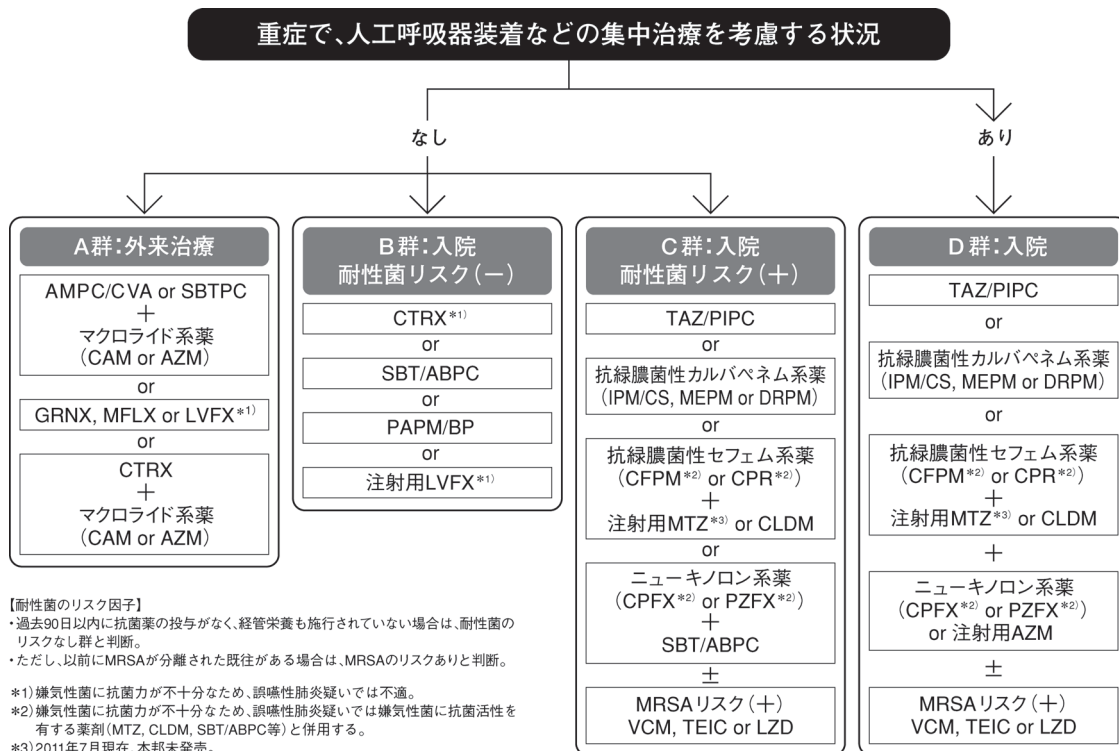 重症で、人工呼吸器装着などの集中治療を考慮する状況
なし
あり
A群：外来治療
AMPC/CVA or SBTPC
＋
マクロライド系薬
（CAM or AZM）
or
GRNX, MFLX or LVFX＊1）
or
CTRX
＋
マクロライド系薬
（CAM or AZM）
B群：入院
耐性菌リスク（－）
CTRX＊1）
or
SBT/ABPC
or
PAPM/BP
or
注射用LVFX＊1）
C群：入院
耐性菌リスク（＋）
TAZ/PIPC
or
抗緑膿菌性カルバペネム系薬
（IPM/CS, MEPM or DRPM）
or
抗緑膿菌性セフェム系薬
（CFPM＊2） or CPR＊2））
＋
注射用MTZ＊3） or CLDM
or
ニューキノロン系薬
（CPFX＊2） or PZFX＊2））
＋
SBT/ABPC
±
MRSAリスク（＋）
VCM, TEIC or LZD
D群：入院
TAZ/PIPC
or
抗緑膿菌性カルバペネム系薬
（IPM/CS, MEPM or DRPM）
or
抗緑膿菌性セフェム系薬
（CFPM＊2） or CPR＊2））
＋
注射用MTZ＊3） or CLDM
＋
ニューキノロン系薬
（CPFX＊2） or PZFX＊2））
or 注射用AZM
±
MRSAリスク（＋）
VCM, TEIC or LZD
【耐性菌のリスク因子】
・過去90日以内に抗菌薬の投与がなく、経管栄養も施行されていない場合は、耐性菌の
リスクなし群と判断。
・ただし、以前にMRSAが分離された既往がある場合は、MRSAのリスクありと判断。
＊1）嫌気性菌に抗菌力が不十分なため、誤嚥性肺炎疑いでは不適。
＊2）嫌気性菌に抗菌力が不十分なため、誤嚥性肺炎疑いでは嫌気性菌に抗菌活性を
有する薬剤（MTZ, CLDM, SBT/ABPC等）と併用する。
＊3）2011年7月現在、本邦未発売。